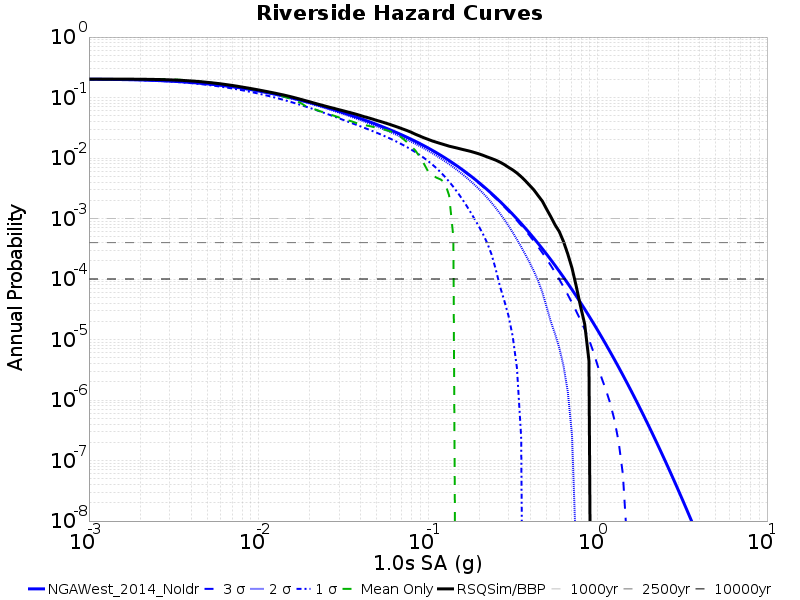 Riverside Hazard Curves
10^0
10^-1
10^-2
10^-3
10^-4
10^-5
10^-6
10^-7
10^-8
Annual Probability
10^-3 10^-2 10^-1 10^0 10^1
1.0s SA (g)
NGAWest_2014_NoIdr 3 σ 2 σ 1 σ Mean Only RSQSim/BBP 1000yr 2500yr 10000yr